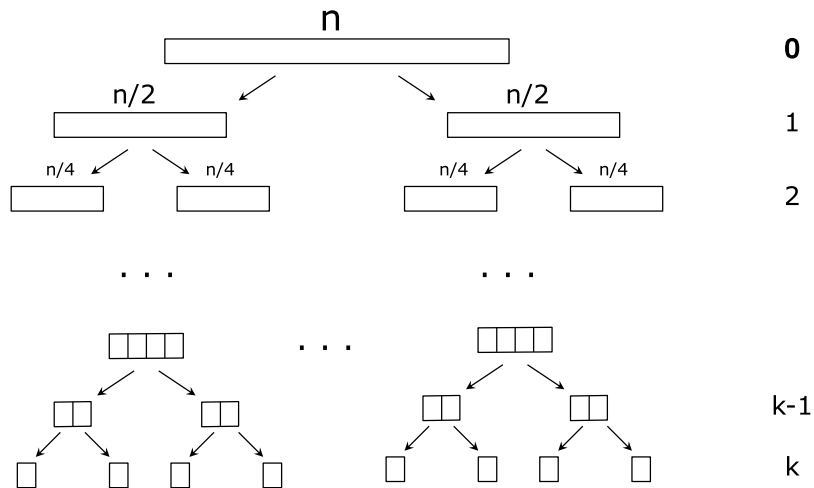 n
0
n/2 n/2
1
n/4 n/4 n/4 n/4
2
. . . . . .
. . .
k-1
k